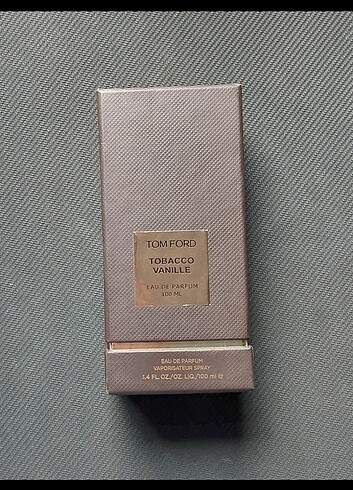 TOM FORD
TOBACCO
VANILLE
EAU DE PARFUM
100 ML
EAU DE PARFUM
VAPORISATEUR SPRAY
3.4 FL.OZ./OZ. LIQ./100 ml ℮